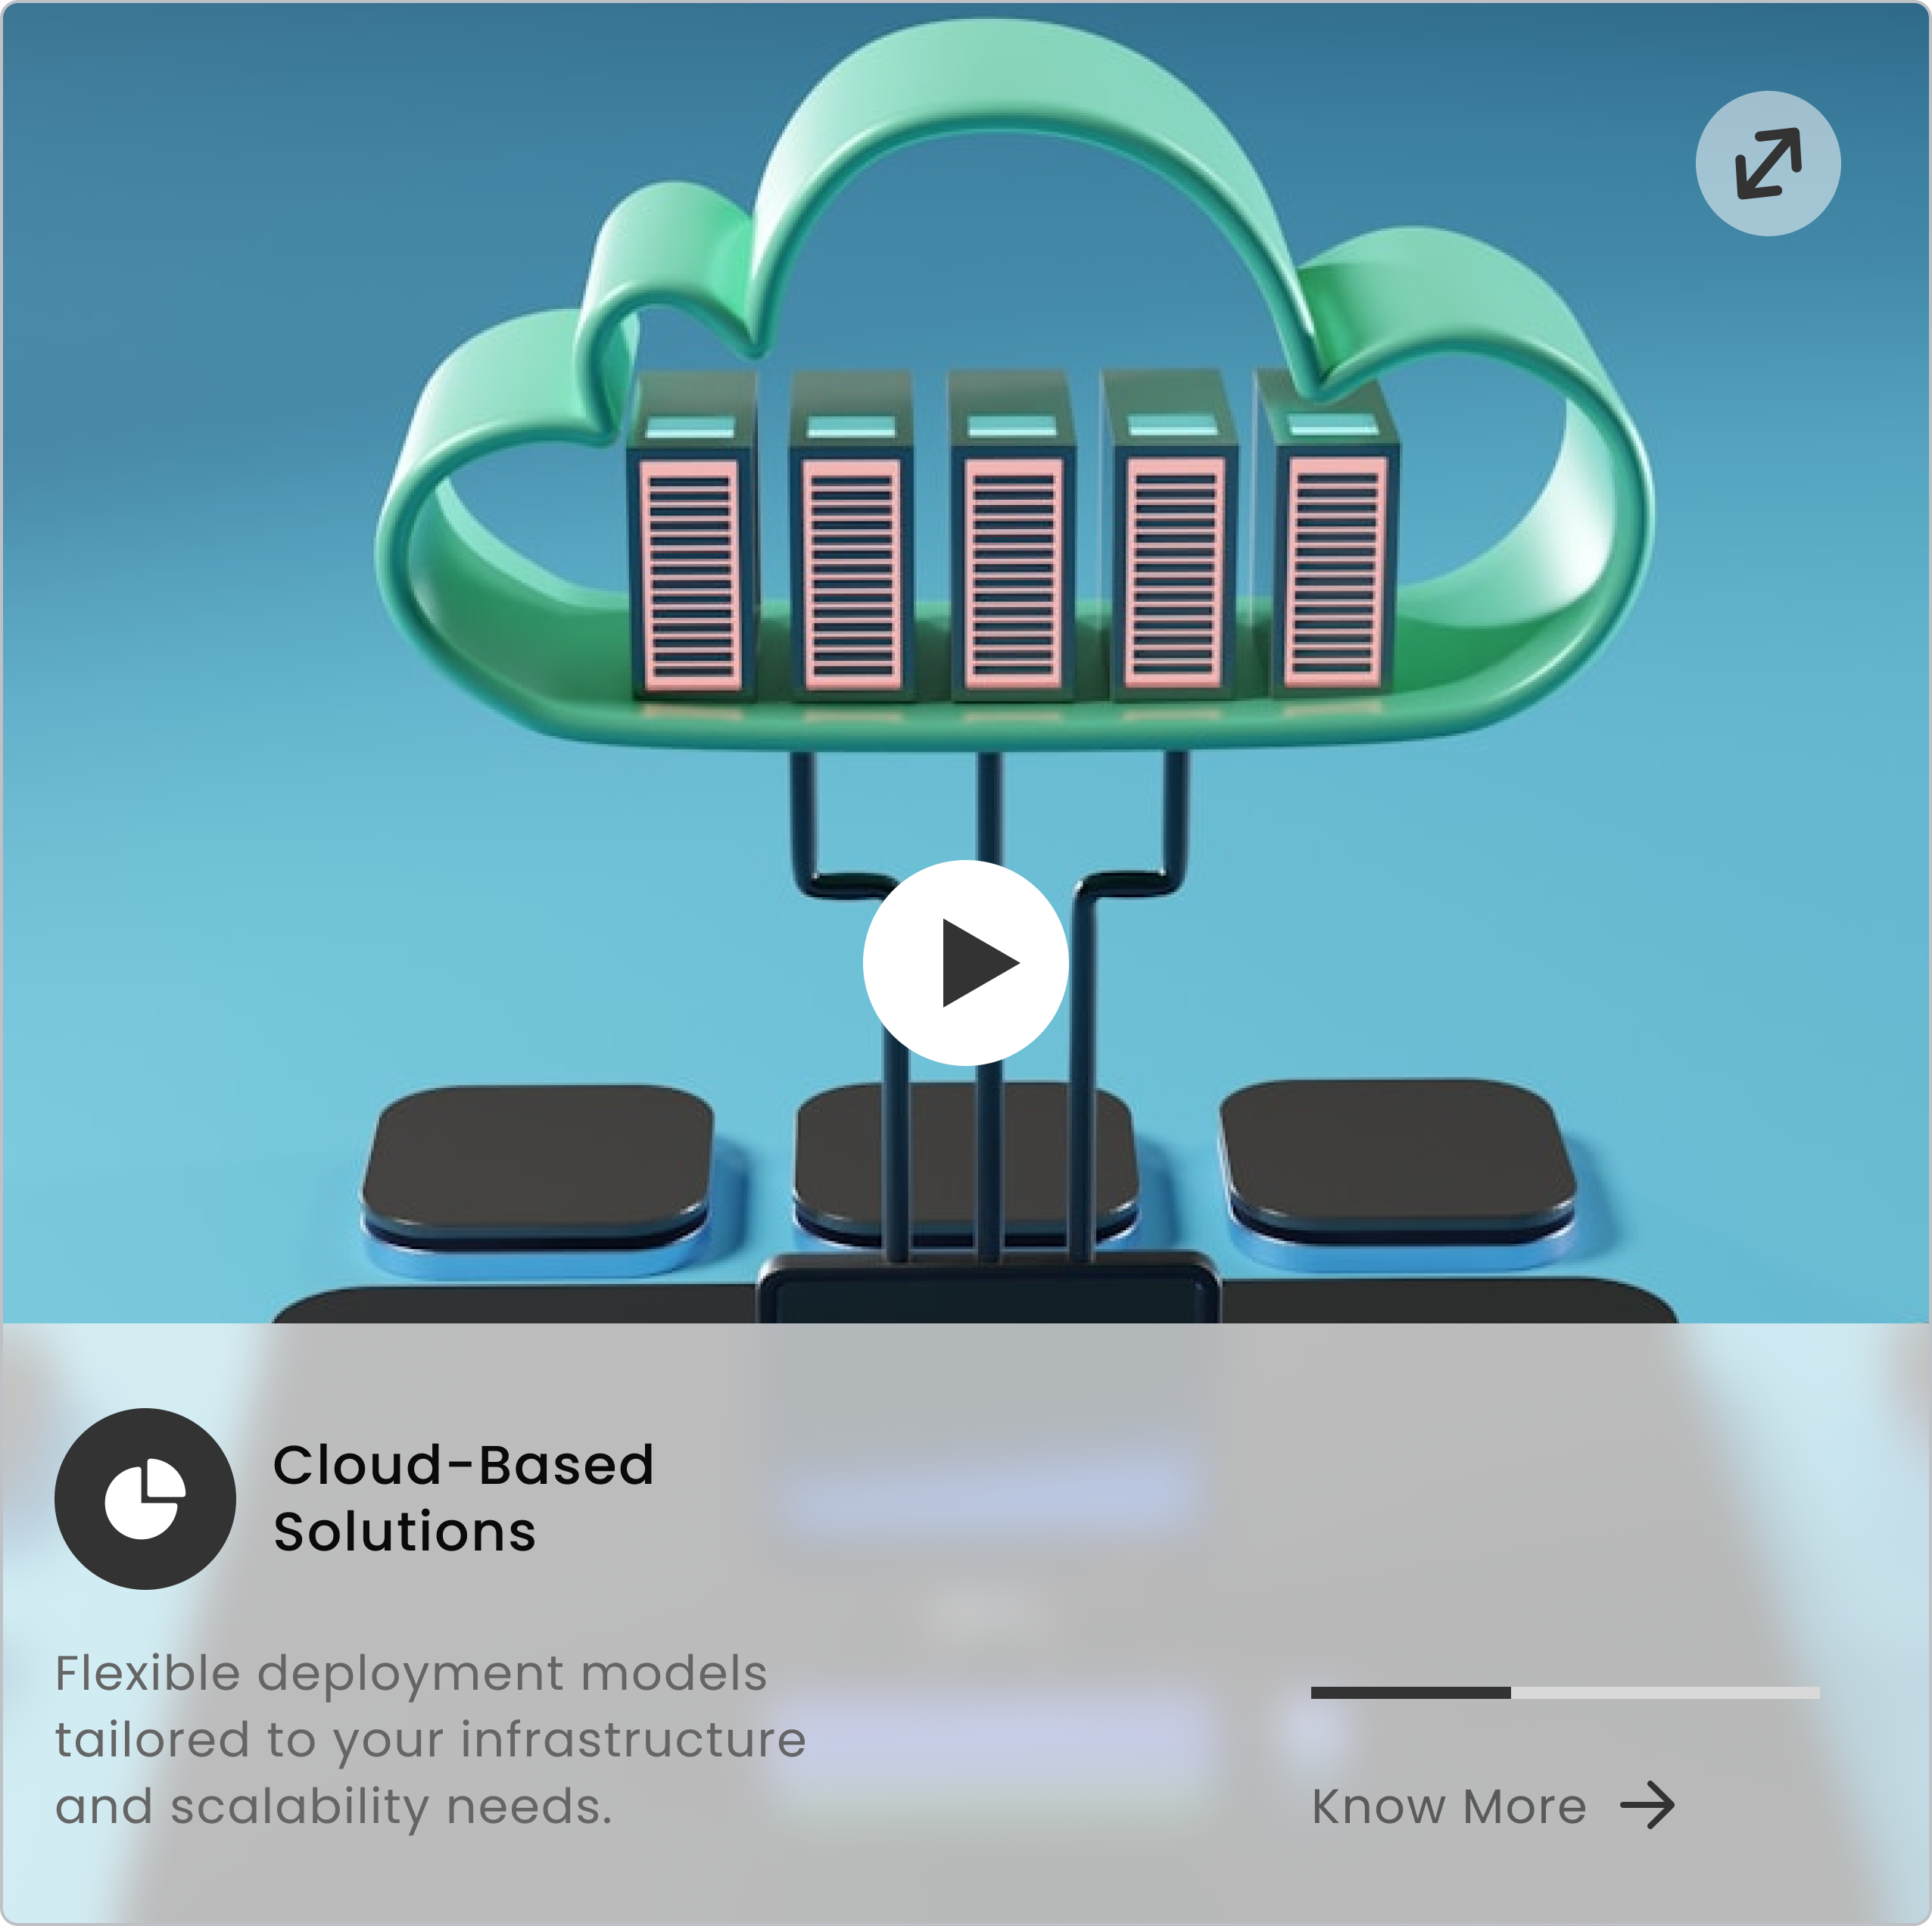 Cloud-Based
Solutions
Flexible deployment models
tailored to your infrastructure
and scalability needs.
Know More